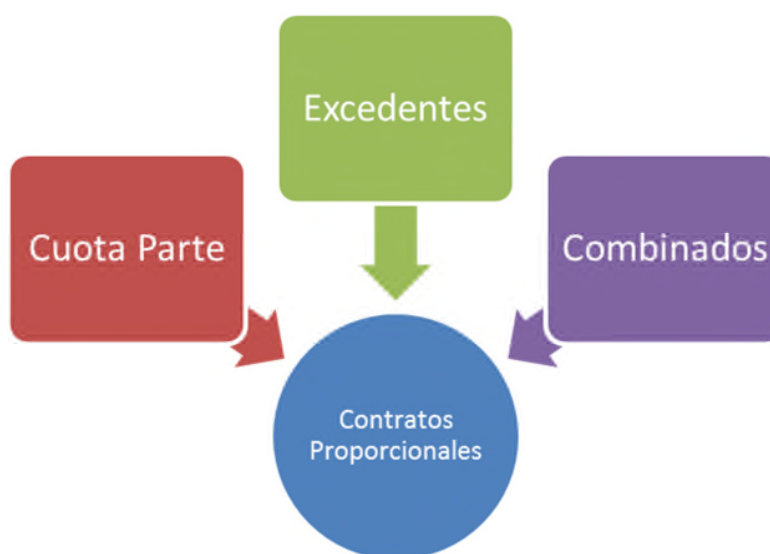 Excedentes
Cuota Parte
Combinados
Contratos
Proporcionales